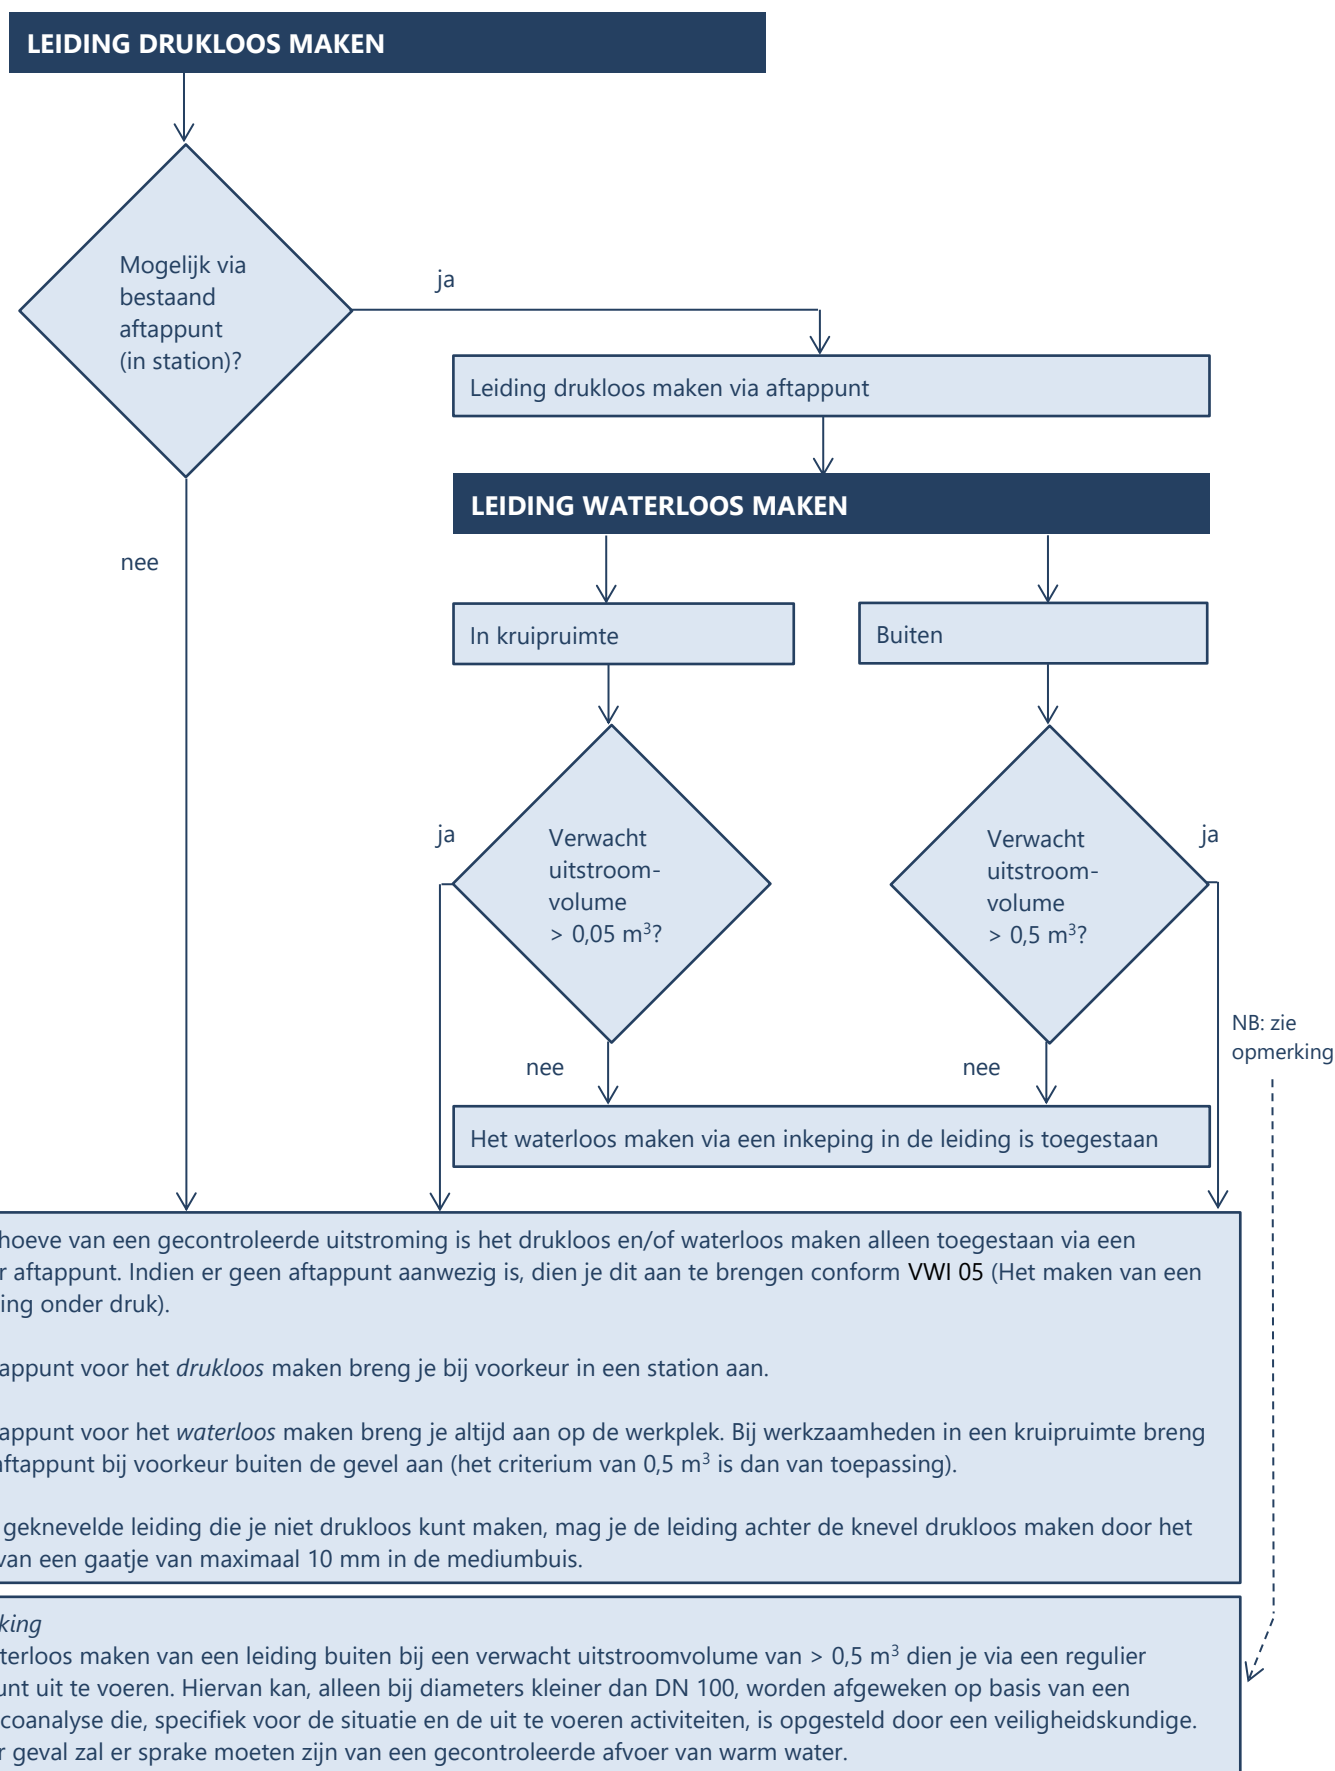 LEIDING DRUKLOOS MAKEN
Mogelijk via
bestaand
aftappunt
(in station)?
ja
Leiding drukloos maken via aftappunt
LEIDING WATERLOOS MAKEN
nee
In kruipruimte
Buiten
ja
Verwacht
uitstroom-
volume
> 0,05 m³?
Verwacht
uitstroom-
volume
> 0,5 m³?
ja
NB: zie
opmerking
nee
nee
Het waterloos maken via een inkeping in de leiding is toegestaan
hoeve van een gecontroleerde uitstroming is het drukloos en/of waterloos maken alleen toegestaan via een
r aftappunt. Indien er geen aftappunt aanwezig is, dien je dit aan te brengen conform VWI 05 (Het maken van een
ing onder druk).
appunt voor het drukloos maken breng je bij voorkeur in een station aan.
appunt voor het waterloos maken breng je altijd aan op de werkplek. Bij werkzaamheden in een kruipruimte breng
aftappunt bij voorkeur buiten de gevel aan (het criterium van 0,5 m³ is dan van toepassing).
geknevelde leiding die je niet drukloos kunt maken, mag je de leiding achter de knevel drukloos maken door het
van een gaatje van maximaal 10 mm in de mediumbuis.
king
terloos maken van een leiding buiten bij een verwacht uitstroomvolume van > 0,5 m³ dien je via een regulier
unt uit te voeren. Hiervan kan, alleen bij diameters kleiner dan DN 100, worden afgeweken op basis van een
coanalyse die, specifiek voor de situatie en de uit te voeren activiteiten, is opgesteld door een veiligheidskundige.
r geval zal er sprake moeten zijn van een gecontroleerde afvoer van warm water.